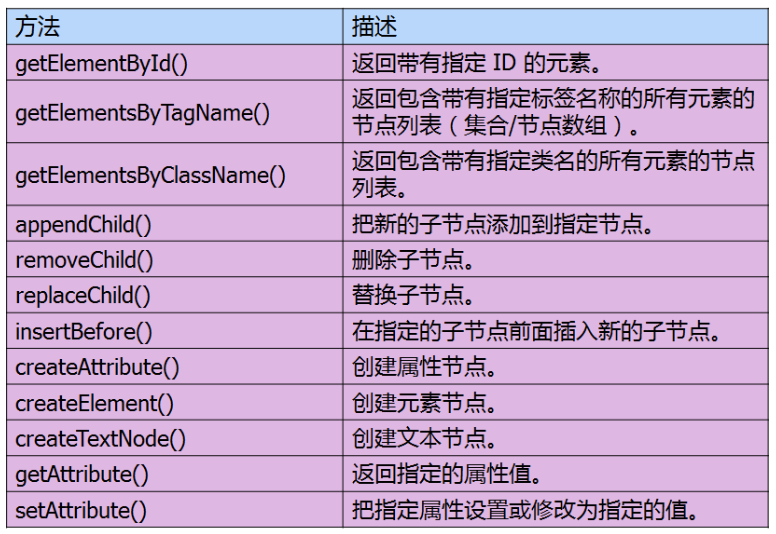 方法 描述
getElementById() 返回带有指定 ID 的元素。
getElementsByTagName() 返回包含带有指定标签名称的所有元素的
节点列表（集合/节点数组）。
getElementsByClassName() 返回包含带有指定类名的所有元素的节点
列表。
appendChild() 把新的子节点添加到指定节点。
removeChild() 删除子节点。
replaceChild() 替换子节点。
insertBefore() 在指定的子节点前面插入新的子节点。
createAttribute() 创建属性节点。
createElement() 创建元素节点。
createTextNode() 创建文本节点。
getAttribute() 返回指定的属性值。
setAttribute() 把指定属性设置或修改为指定的值。